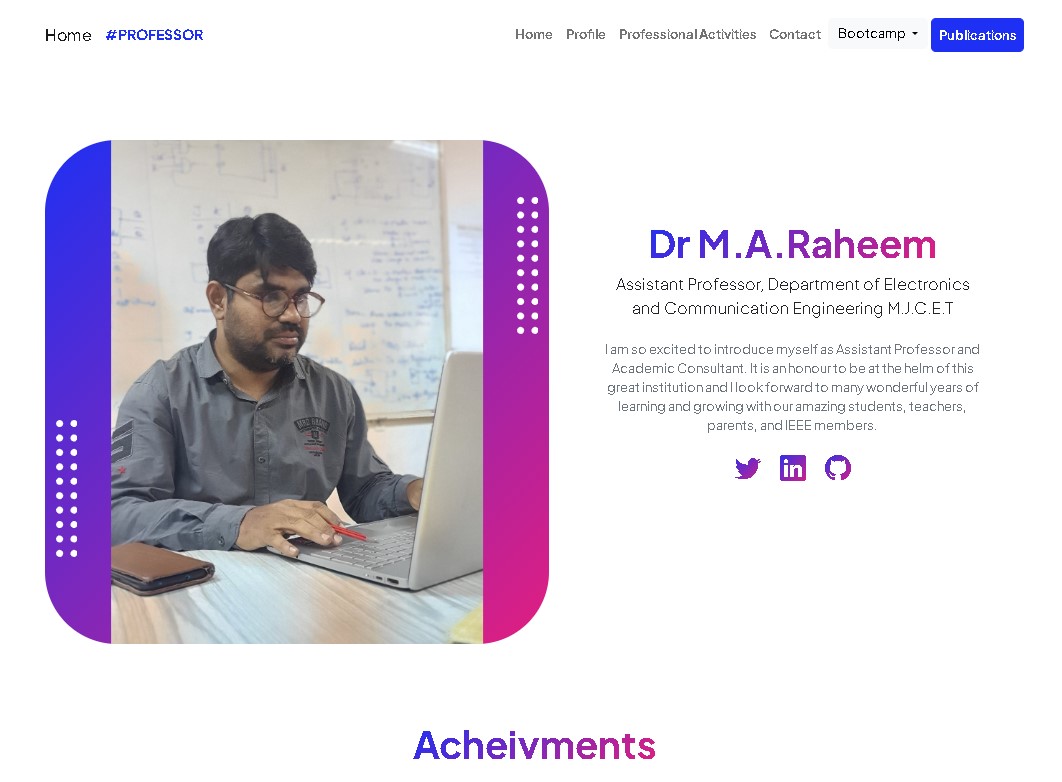 Home #PROFESSOR Home Profile Professional Activities Contact Bootcamp Publications
Dr M.A.Raheem
Assistant Professor, Department of Electronics
and Communication Engineering M.J.C.E.T
I am so excited to introduce myself as Assistant Professor and
Academic Consultant. It is an honour to be at the helm of this
great institution and I look forward to many wonderful years of
learning and growing with our amazing students, teachers,
parents, and IEEE members.
in
Acheivments